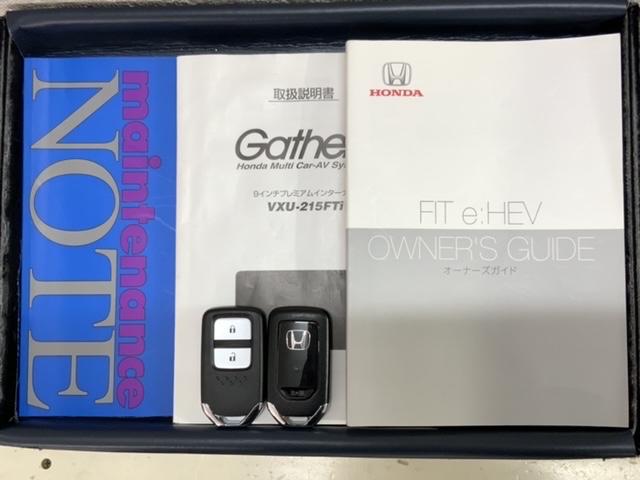 maintenance
NOTE
取扱説明書
Gathe
Honda Multi Car-AV Sy
9インチプレミアムインター
VXU-215FTi
HONDA
FIT e:HEV
OWNER'S GUIDE
オーナーズガイド